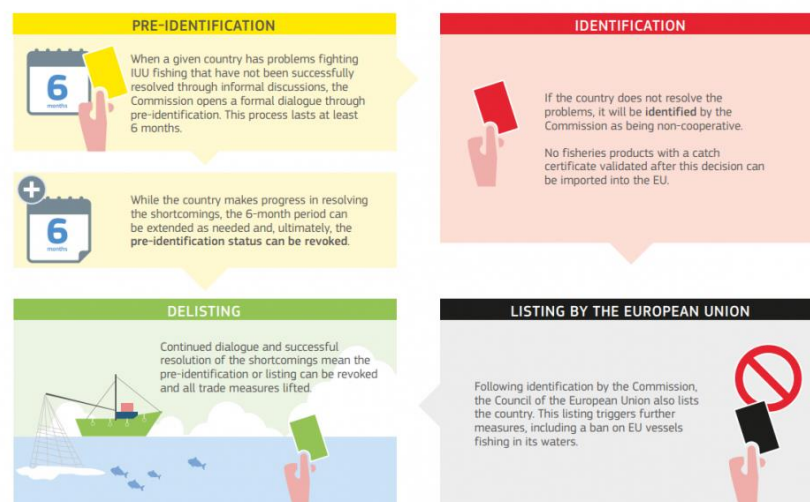 PRE-IDENTIFICATION
6
months
When a given country has problems fighting
IUU fishing that have not been successfully
resolved through informal discussions, the
Commission opens a formal dialogue through
pre-identification. This process lasts at least
6 months.
+
6
months
While the country makes progress in resolving
the shortcomings, the 6-month period can
be extended as needed and, ultimately, the
pre-identification status can be revoked.
IDENTIFICATION
If the country does not resolve the
problems, it will be identified by the
Commission as being non-cooperative.
No fisheries products with a catch
certificate validated after this decision can
be imported into the EU.
DELISTING
Continued dialogue and successful
resolution of the shortcomings mean the
pre-identification or listing can be revoked
and all trade measures lifted.
LISTING BY THE EUROPEAN UNION
Following identification by the Commission,
the Council of the European Union also lists
the country. This listing triggers further
measures, including a ban on EU vessels
fishing in its waters.